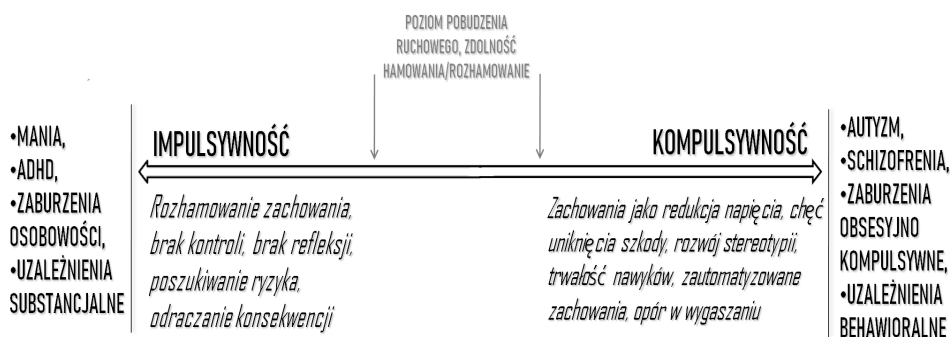 POZIOM POBUDZENIA
RUCHOWEGO, ZDOLNOŚĆ
HAMOWANIA/ROZHAMOWANIE
•MANIA,
•ADHD,
•ZABURZENIA
OSOBOWOŚCI,
•UZALEŻNIENIA
SUBSTANCJALNE
IMPULSYWNOŚĆ
Rozhamowanie zachowania,
brak kontroli, brak refleksji,
poszukiwanie ryzyka,
odraczanie konsekwencji
KOMPULSYWNOŚĆ
Zachowania jako redukcja napięcia, chęć
uniknięcia szkody, rozwój stereotypii,
trwałość nawyków, zautomatyzowane
zachowania, opór w wygaszaniu
•AUTYZM,
•SCHIZOFRENIA,
•ZABURZENIA
OBSESYJNO
KOMPULSYWNE,
•UZALEŻNIENIA
BEHAWIORALNE